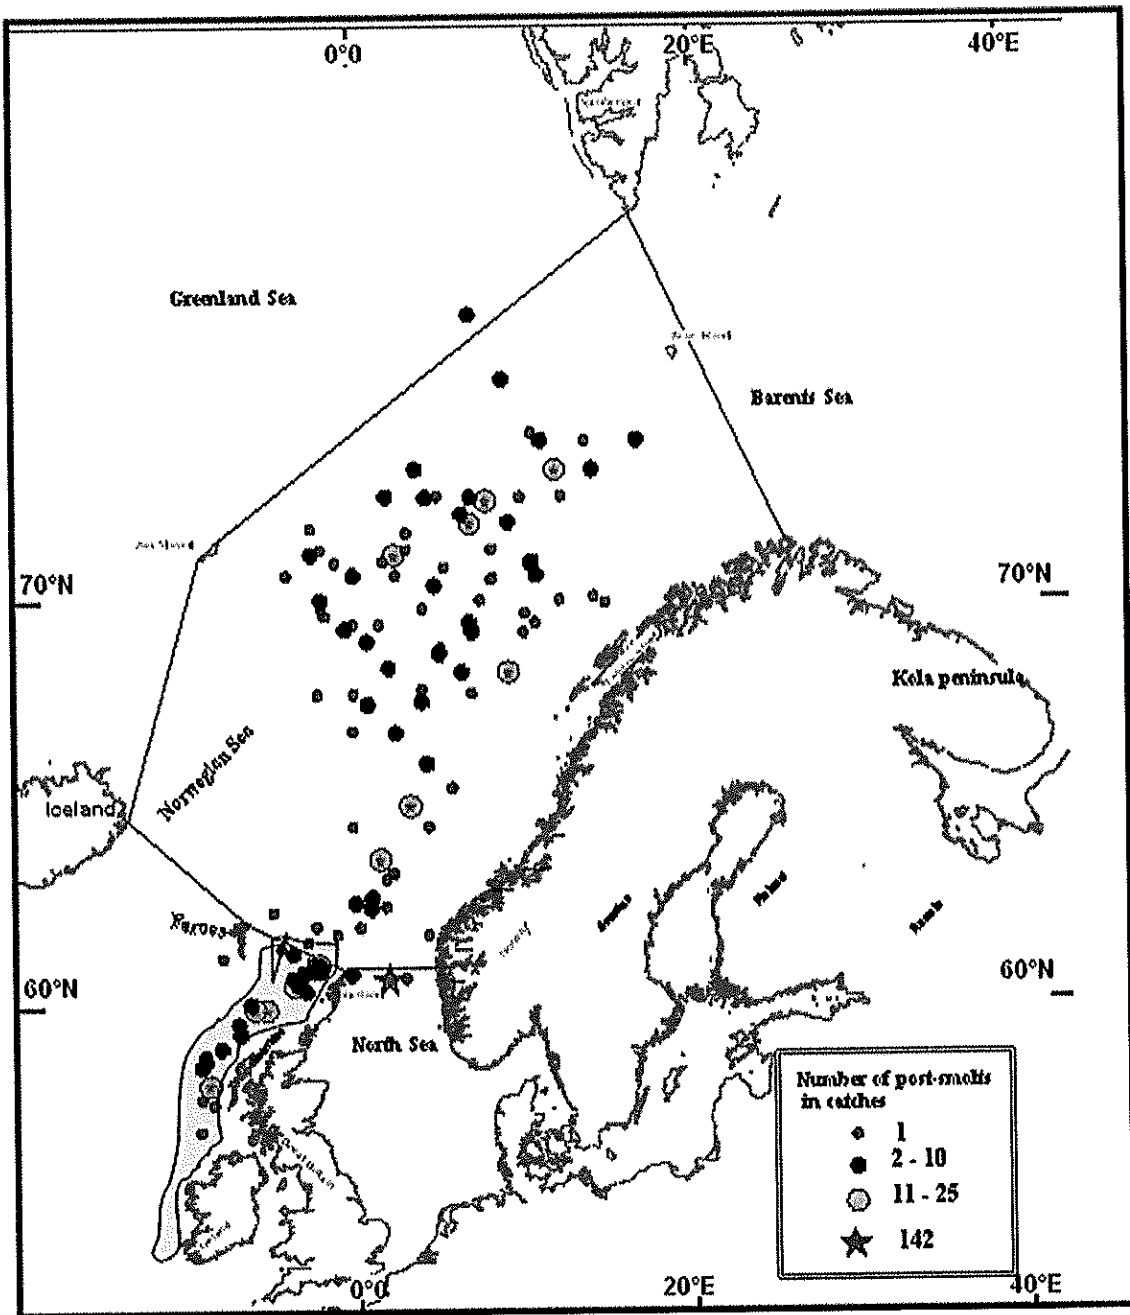 0°0
20°E
40°E
Greenland Sea
Barents Sea
70°N
70°N
Kola peninsula
Norwegian Sea
Iceland
Faroes
60°N
60°N
North Sea
Number of post-smolts
in catches
1
2 - 10
11 - 25
142
0°0
20°E
40°E